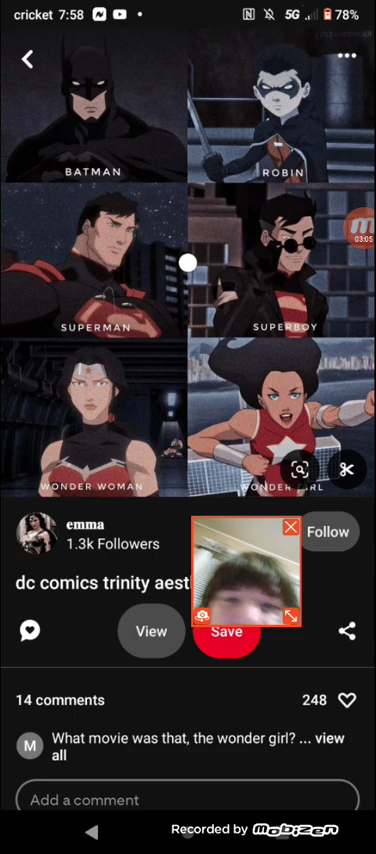 cricket 7:58 5G 78%
BATMAN
ROBIN
SUPERMAN
SUPERBOY
03:05
WONDER WOMAN
WONDER GIRL
emma
1.3k Followers
Follow
dc comics trinity aest
View
Save
14 comments
248
M
What movie was that, the wonder girl? ... view
all
Add a comment
Recorded by mobizen